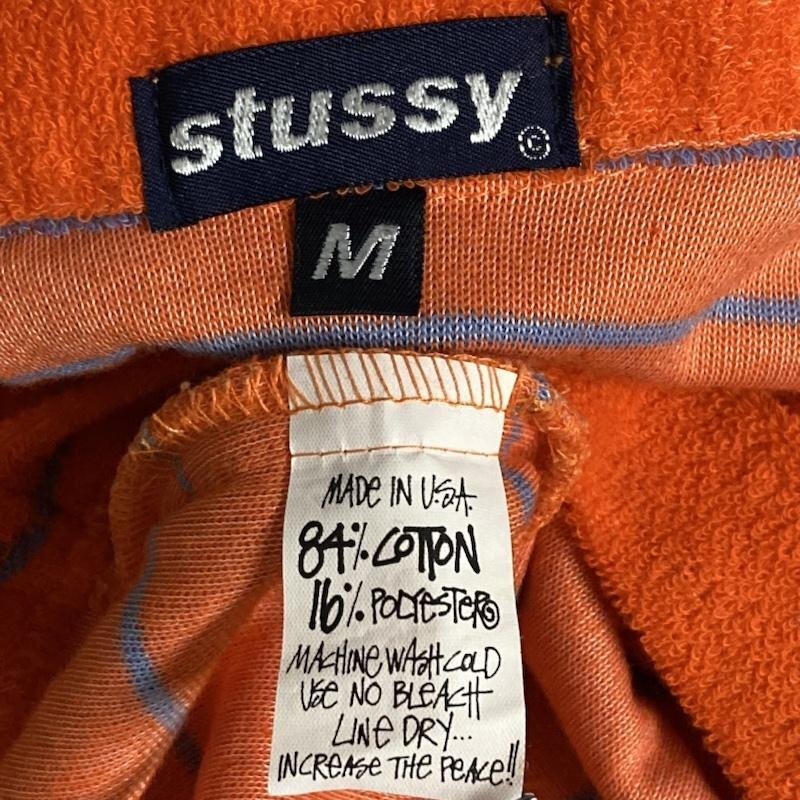 stussy ©
M
MADE IN U.S.A.
84% COTTON
16% POLYESTER
MACHINE WASH COLD
USE NO BLEACH
LINE DRY...
INCREASE THE PEACE!!